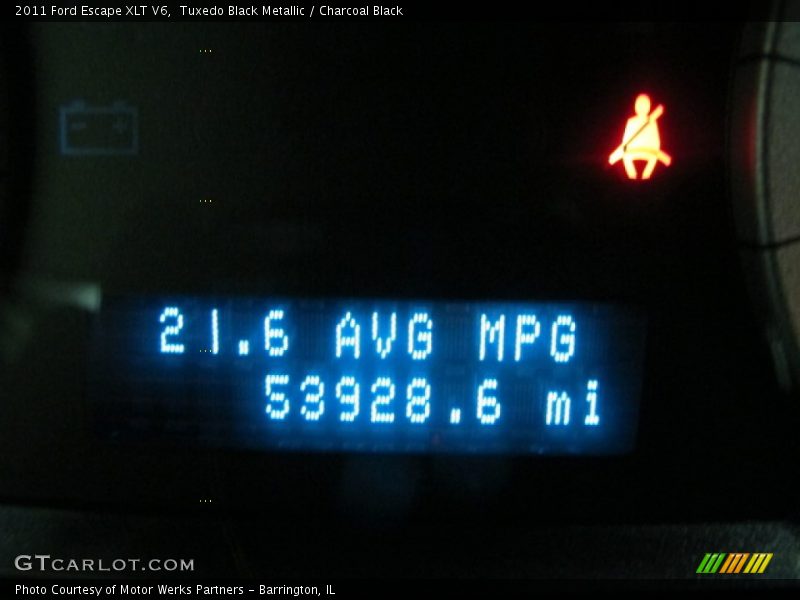 2011 Ford Escape XLT V6,  Tuxedo Black Metallic / Charcoal Black
21.6 AVG MPG
53928.6 mi
GTCARLOT.COM
Photo Courtesy of Motor Werks Partners - Barrington, IL